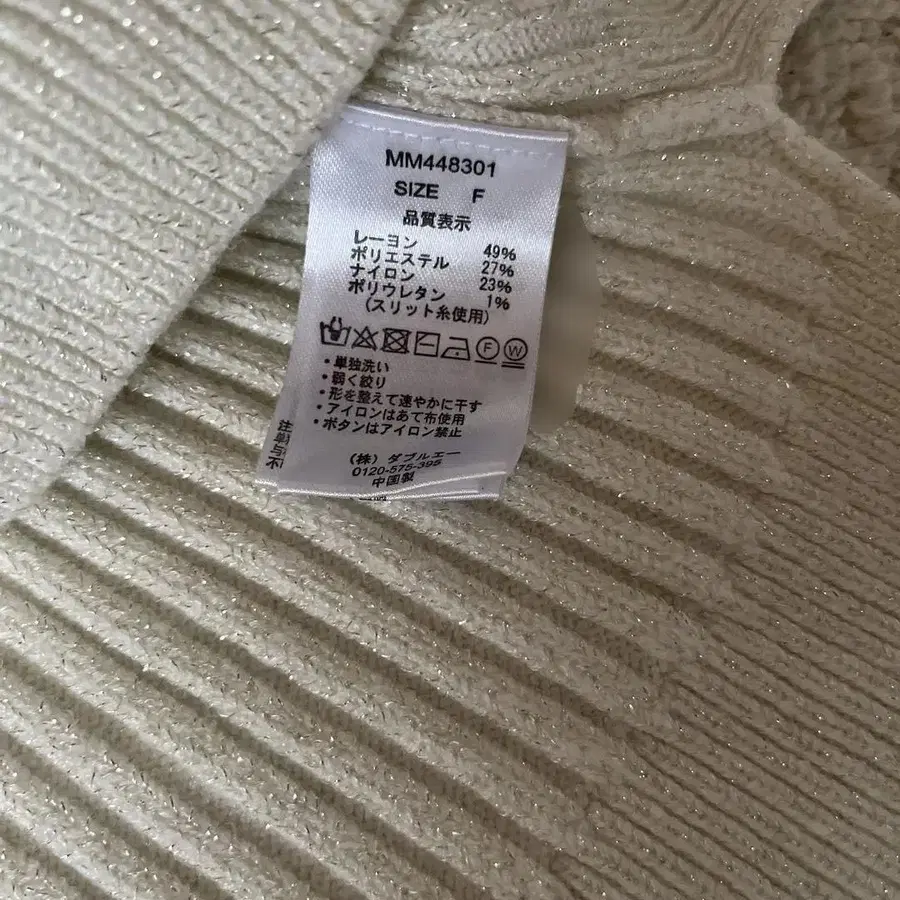 MM448301
SIZE F
品質表示
レーヨン 49%
ポリエステル 27%
ナイロン 23%
ポリウレタン 1%
(スリット糸使用)
F W
・単独洗い
・弱く絞り
・形を整えて速やかに干す
・アイロンはあて布使用
・ボタンはアイロン禁止
(株)ダブルエー
0120-575-395
中国製
注
単
与
不